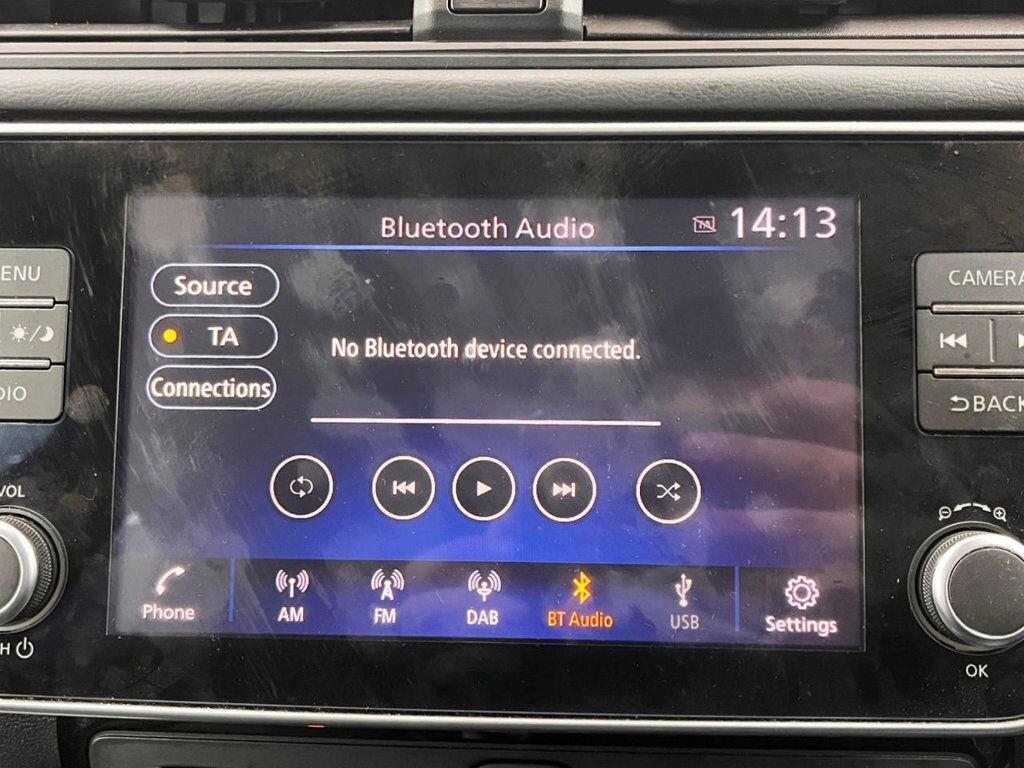 Bluetooth Audio
TA
14:13
ENU
Source
TA
Connections
No Bluetooth device connected.
CAMERA
DIO
BACK
VOL
Phone
AM
FM
DAB
BT Audio
USB
Settings
H
OK